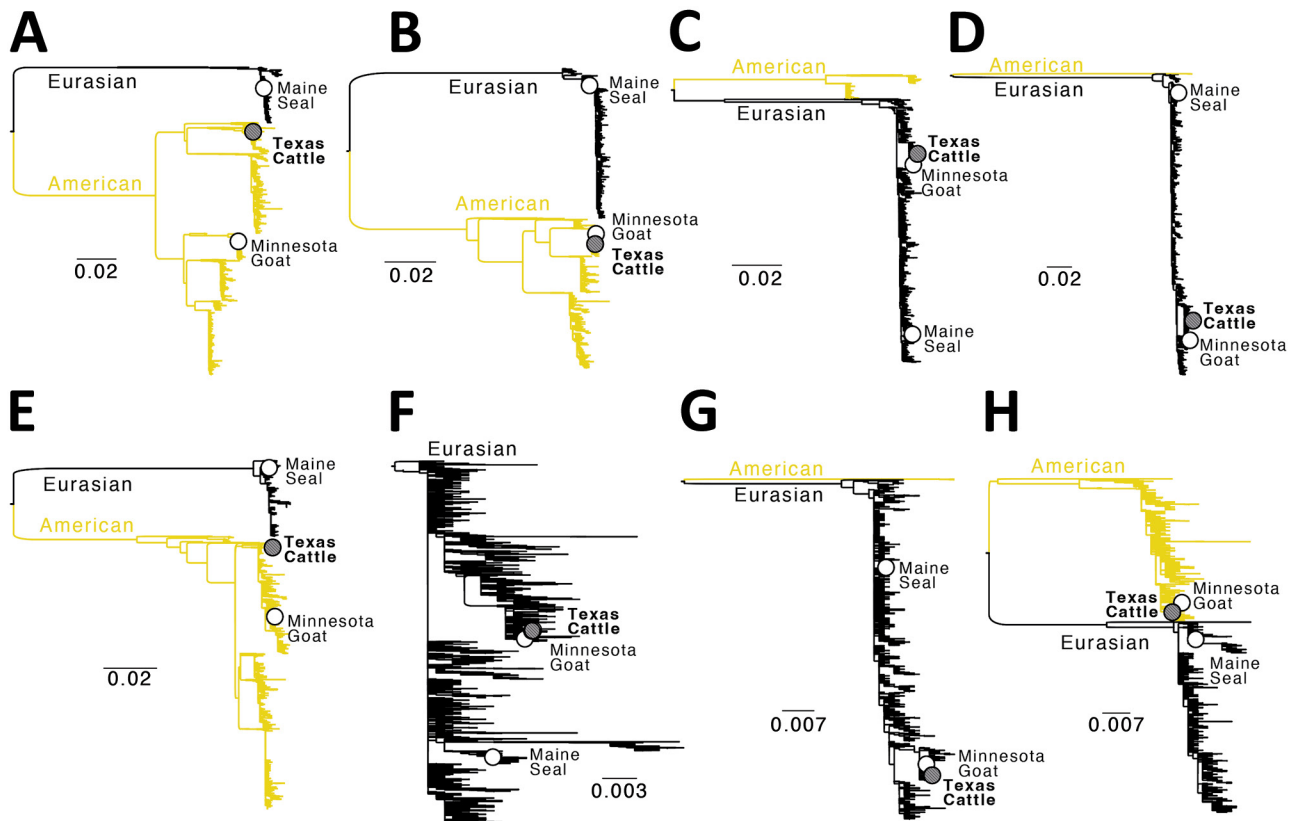 A
Eurasian
Maine
Seal
Texas
Cattle
American
Minnesota
Goat
0.02
B
Eurasian
Maine
Seal
American
Minnesota
Goat
Texas
Cattle
0.02
C
American
Eurasian
Texas
Cattle
Minnesota
Goat
0.02
Maine
Seal
D
American
Eurasian
Maine
Seal
0.02
Texas
Cattle
Minnesota
Goat
E
Maine
Seal
Eurasian
American
Texas
Cattle
Minnesota
Goat
0.02
F
Eurasian
Texas
Cattle
Minnesota
Goat
Maine
Seal
0.003
G
American
Eurasian
Maine
Seal
0.007
Minnesota
Goat
Texas
Cattle
H
American
Minnesota
Goat
Texas
Cattle
Eurasian
Maine
Seal
0.007